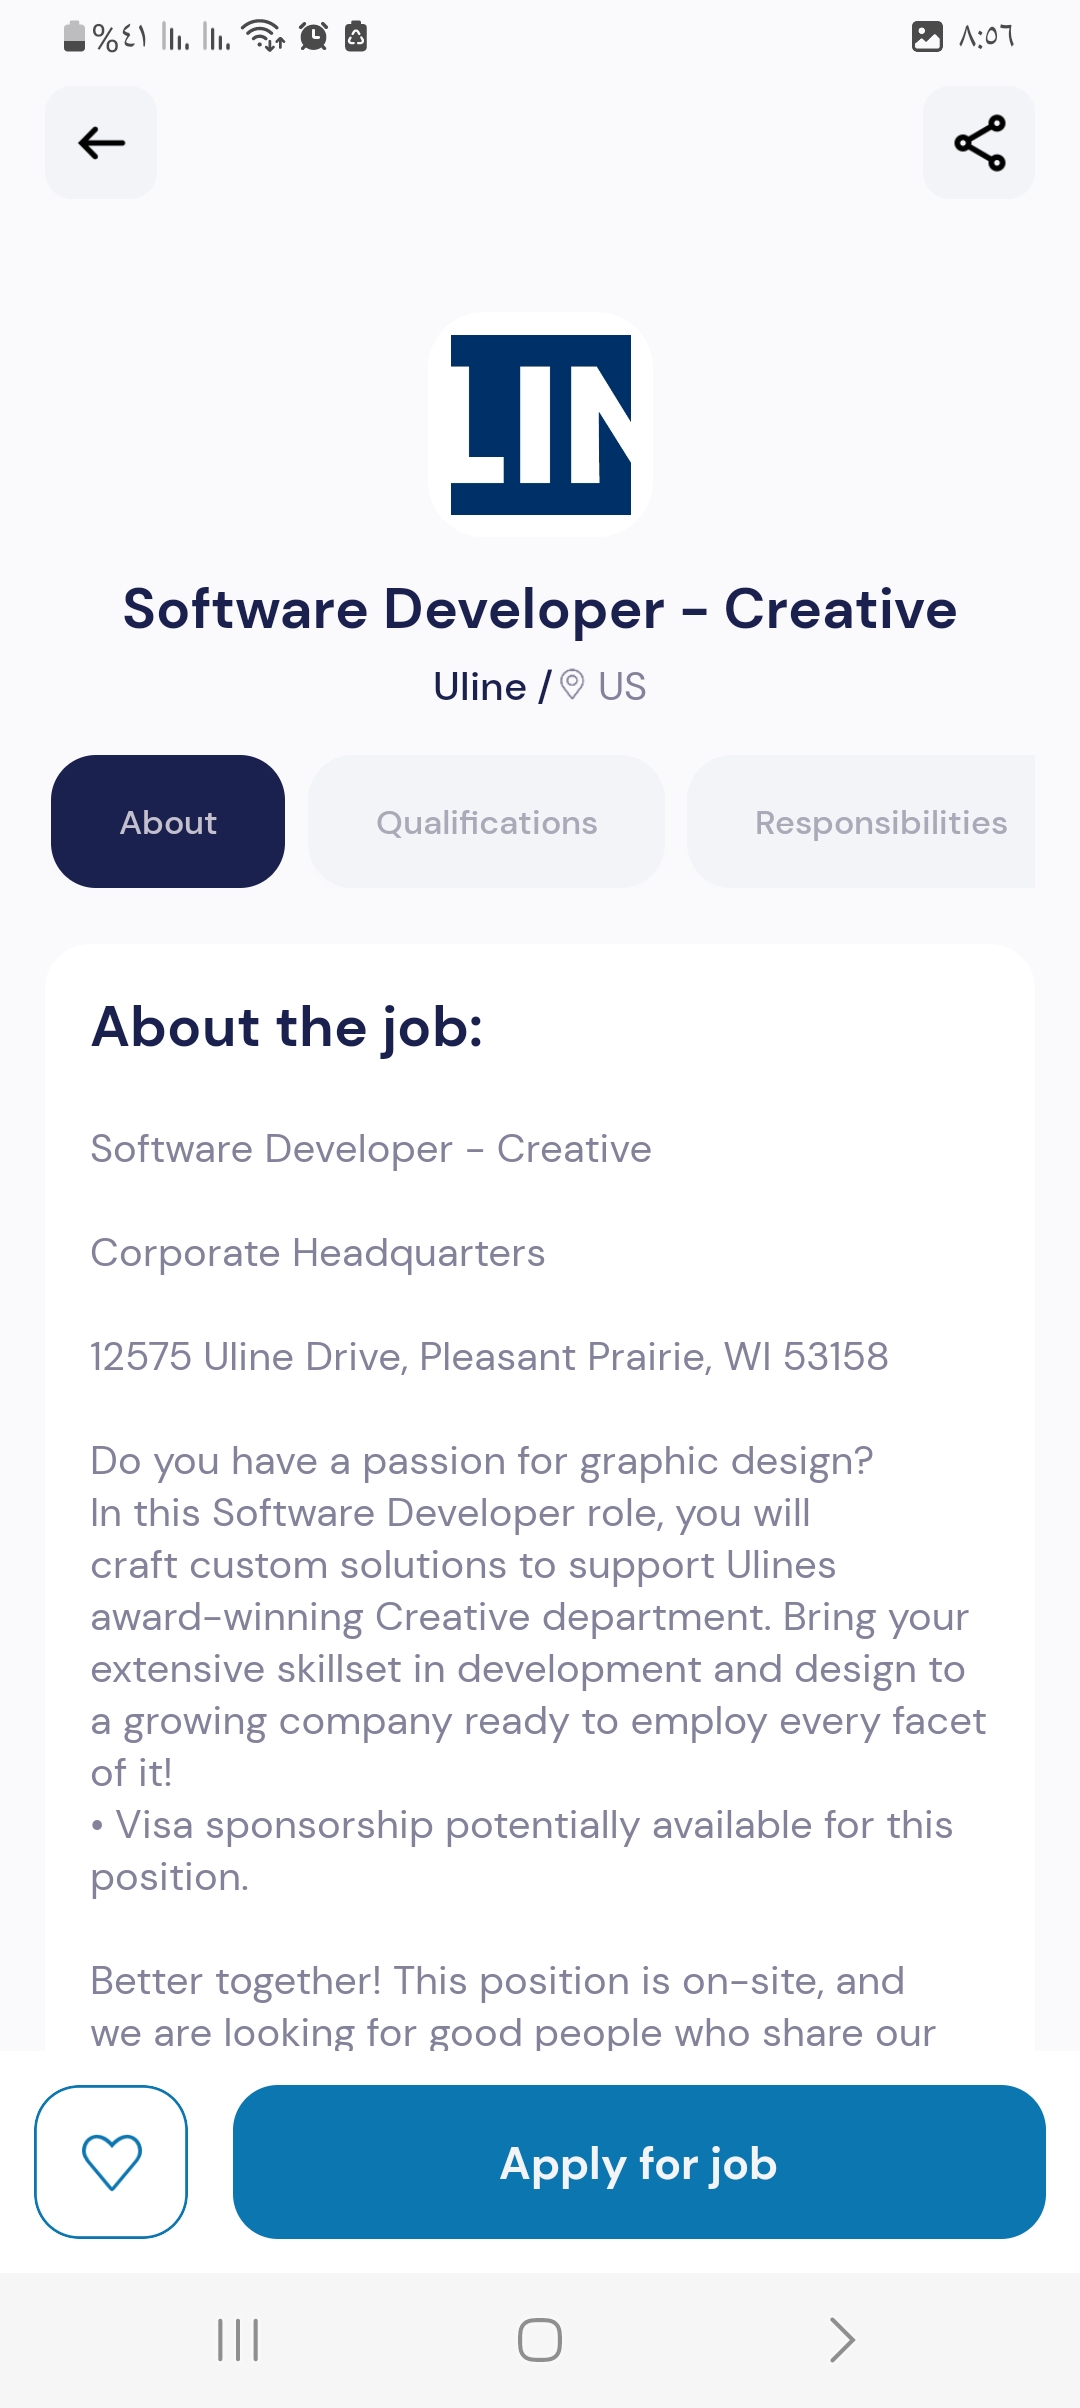 %٤١
٨:٥٦
LIN
Software Developer - Creative
Uline / US
About
Qualifications
Responsibilities
About the job:
Software Developer - Creative
Corporate Headquarters
12575 Uline Drive, Pleasant Prairie, WI 53158
Do you have a passion for graphic design?
In this Software Developer role, you will
craft custom solutions to support Ulines
award-winning Creative department. Bring your
extensive skillset in development and design to
a growing company ready to employ every facet
of it!
• Visa sponsorship potentially available for this
position.
Better together! This position is on-site, and
we are looking for good people who share our
Apply for job